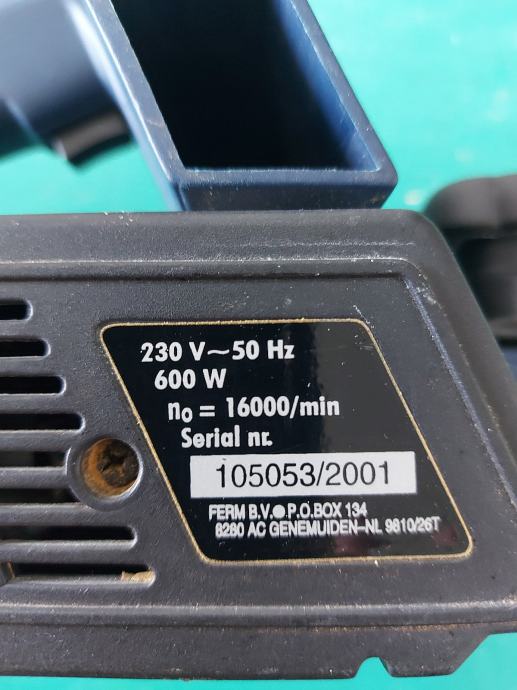 230 V~50 Hz
600 W
n₀ = 16000/min
Serial nr.
105053/2001
FERM B.V.●P.O.BOX 134
8280 AC GENEMUIDEN-NL 9810/26T